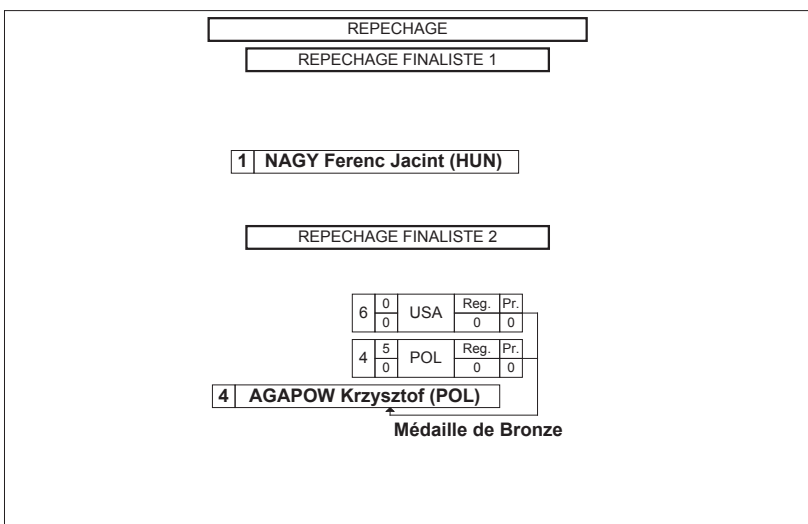 REPECHAGE
REPECHAGE FINALISTE 1
1 NAGY Ferenc Jacint (HUN)
REPECHAGE FINALISTE 2
6 0 USA Reg. Pr.
0 0 0
4 5 POL Reg. Pr.
0 0 0
4 AGAPOW Krzysztof (POL)
Médaille de Bronze